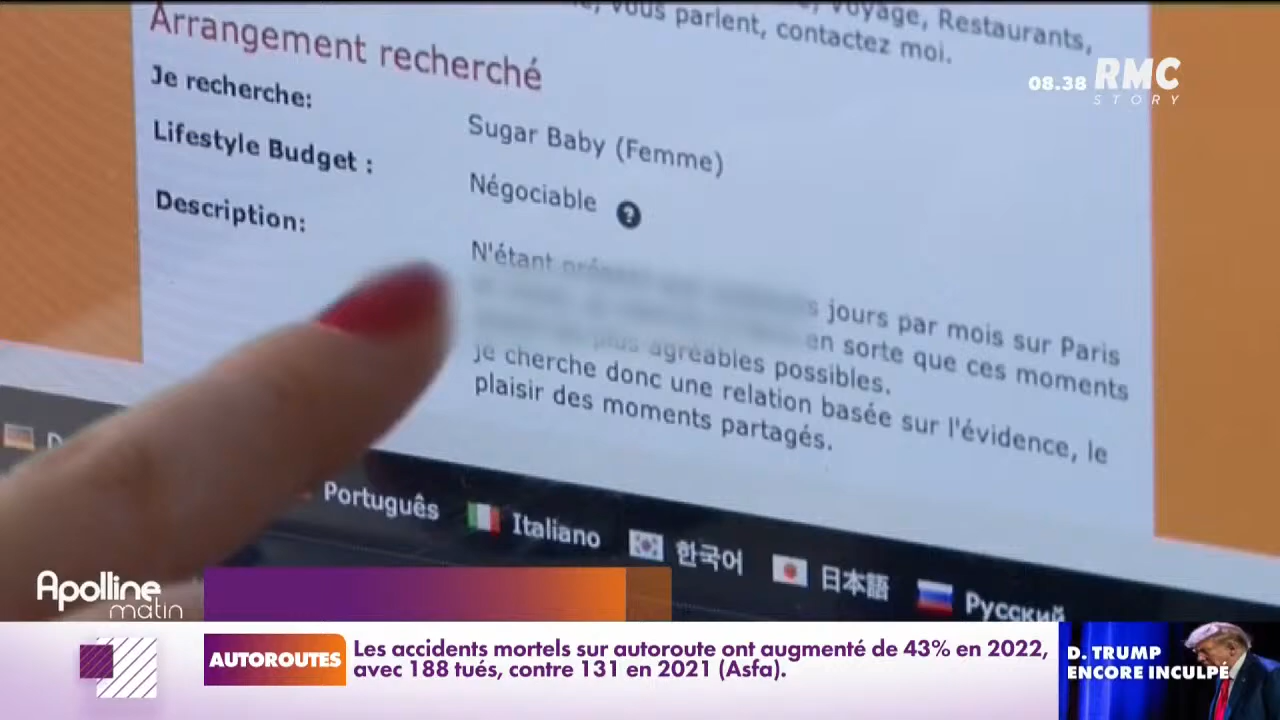 voyage, Restaurants,
vous parlent, contactez moi.
Arrangement recherché
08.38 RMC
STORY
Je recherche:
Sugar Baby (Femme)
Lifestyle Budget :
Négociable ?
Description:
N'étant jours par mois sur Paris
en sorte que ces moments
plus agréables possibles.
je cherche donc une relation basée sur l'évidence, le
plaisir des moments partagés.
Português Italiano 한국어 日本語 Русский
Apolline
matin
AUTOROUTES
Les accidents mortels sur autoroute ont augmenté de 43% en 2022,
avec 188 tués, contre 131 en 2021 (Asfa).
D. TRUMP
ENCORE INCULPÉ